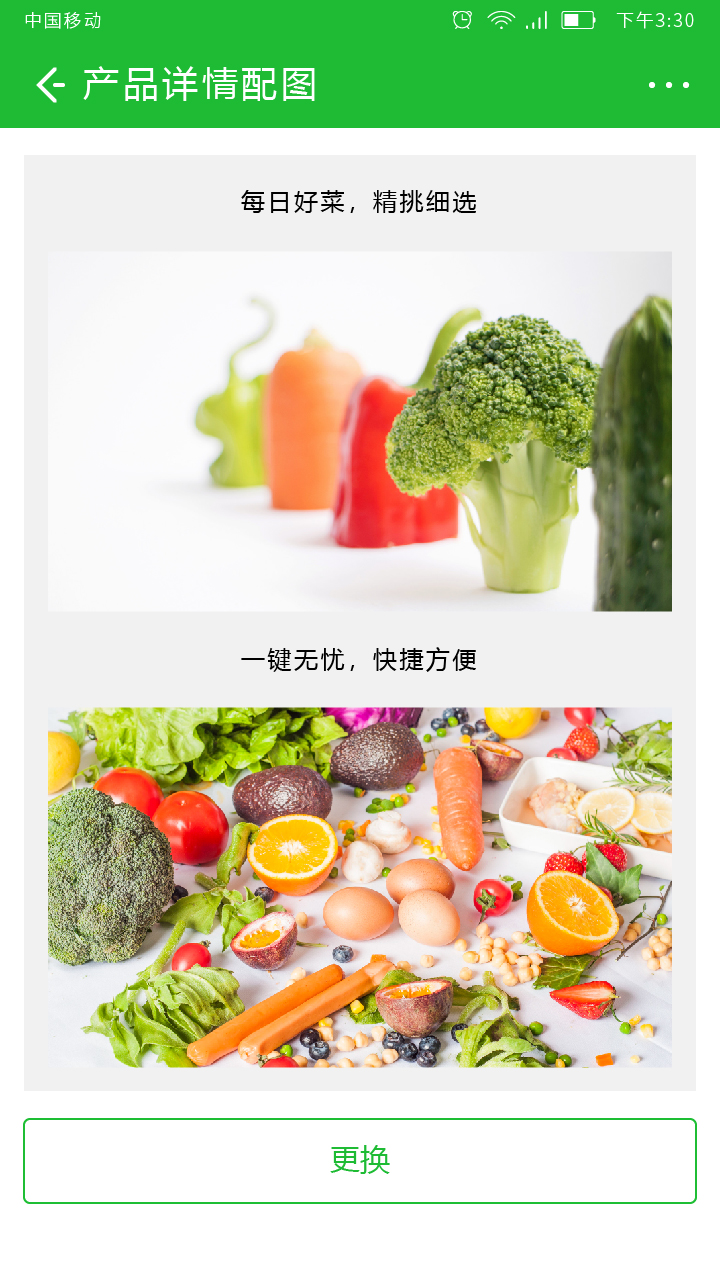 中国移动
下午3:30
产品详情配图
每日好菜，精挑细选
一键无忧，快捷方便
更换